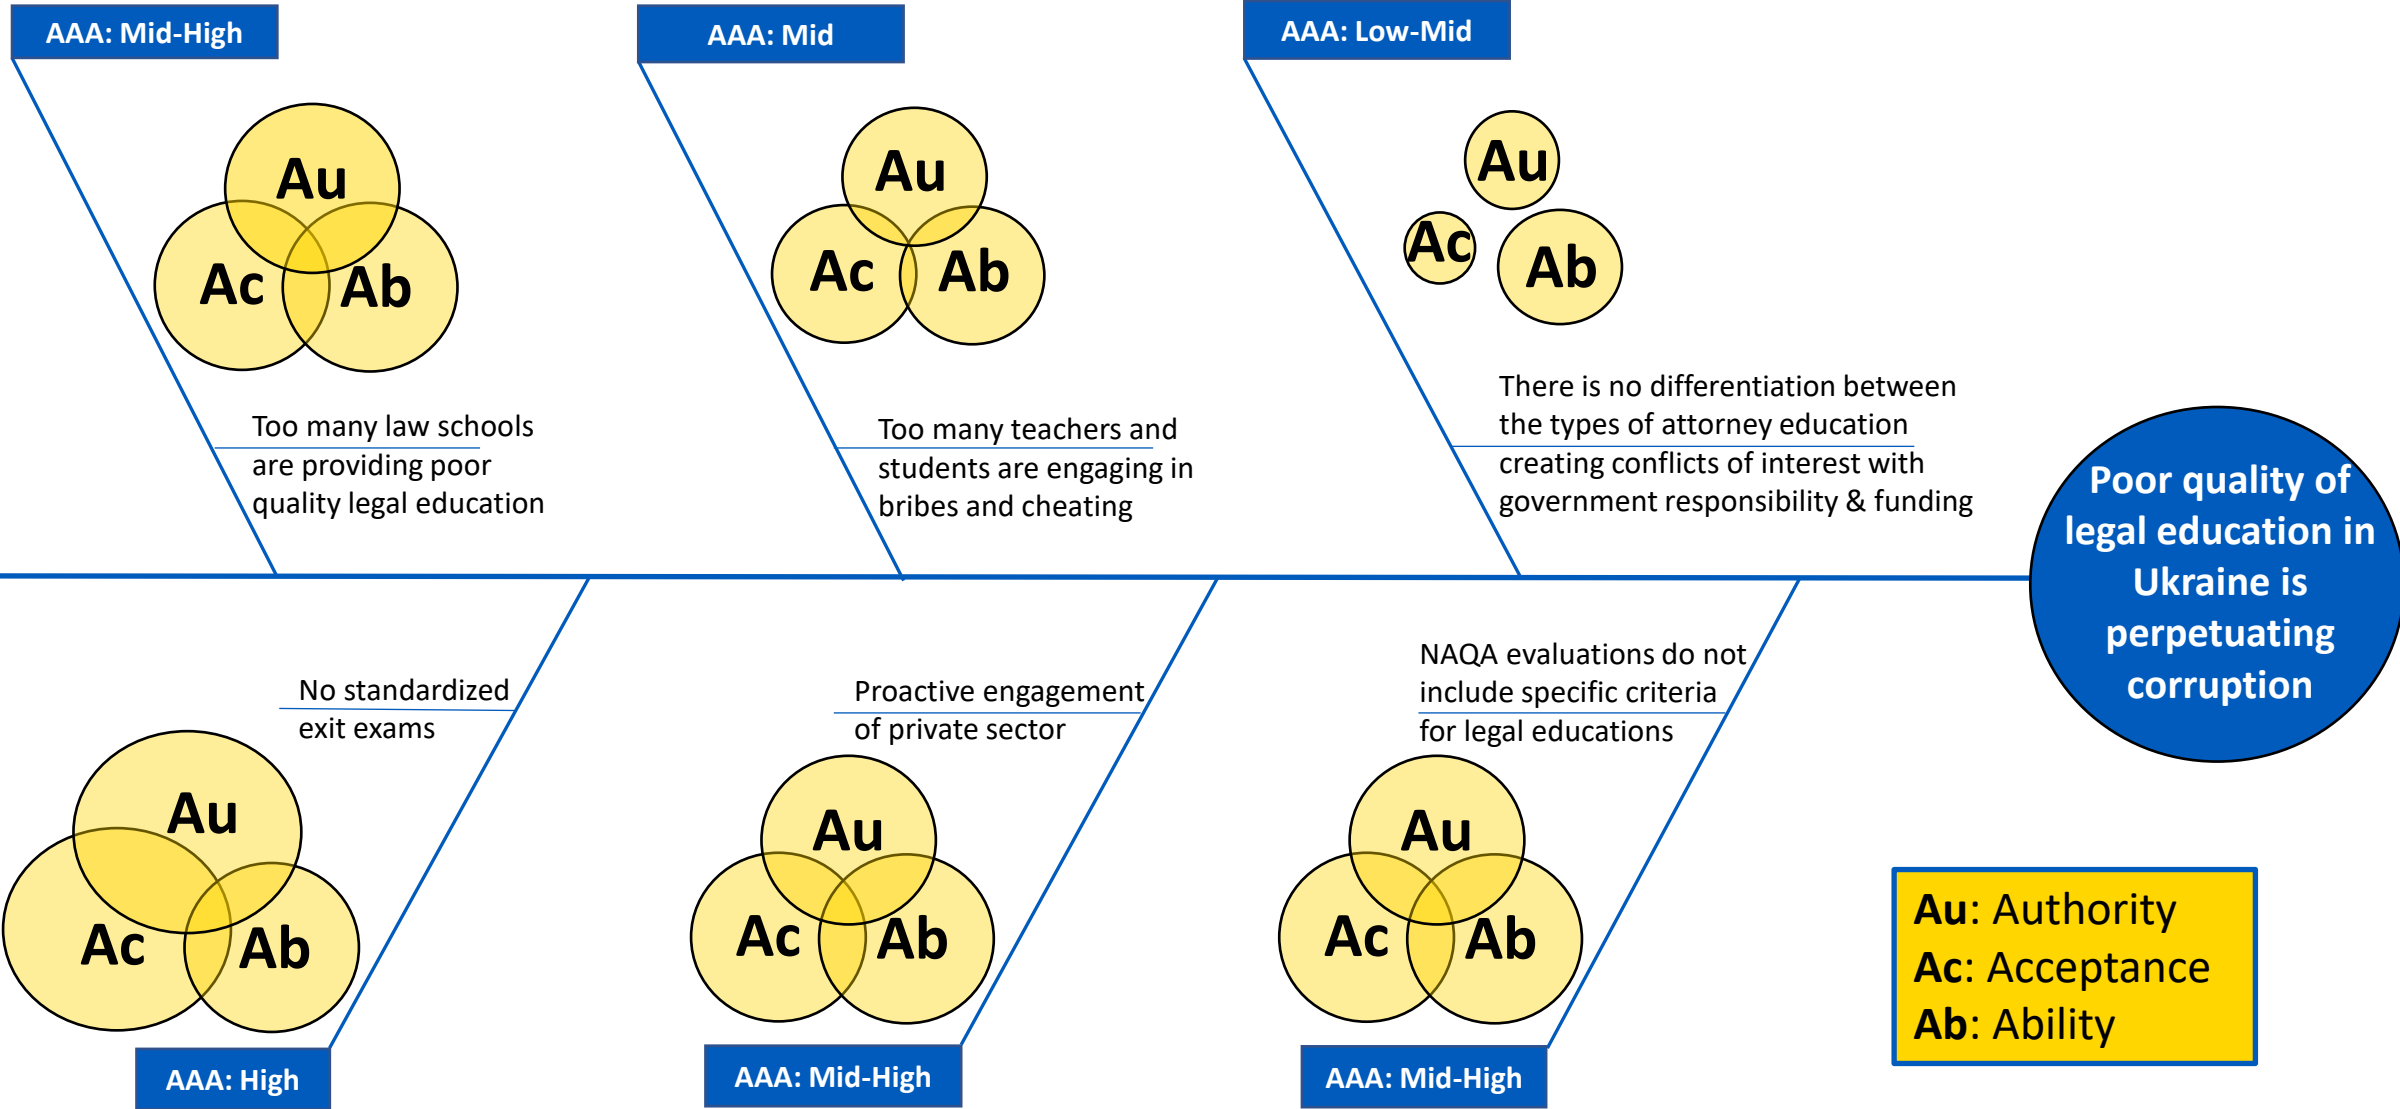 AAA: Mid-High
AAA: Mid
AAA: Low-Mid
Au
Ac
Ab
Au
Ac
Ab
Au
Ac
Ab
Too many law schools
are providing poor
quality legal education
Too many teachers and
students are engaging in
bribes and cheating
There is no differentiation between
the types of attorney education
creating conflicts of interest with
government responsibility & funding
Poor quality of
legal education in
Ukraine is
perpetuating
corruption
No standardized
exit exams
Proactive engagement
of private sector
NAQA evaluations do not
include specific criteria
for legal educations
Au
Ac
Ab
Au
Ac
Ab
Au
Ac
Ab
AAA: High
AAA: Mid-High
AAA: Mid-High
Au: Authority
Ac: Acceptance
Ab: Ability